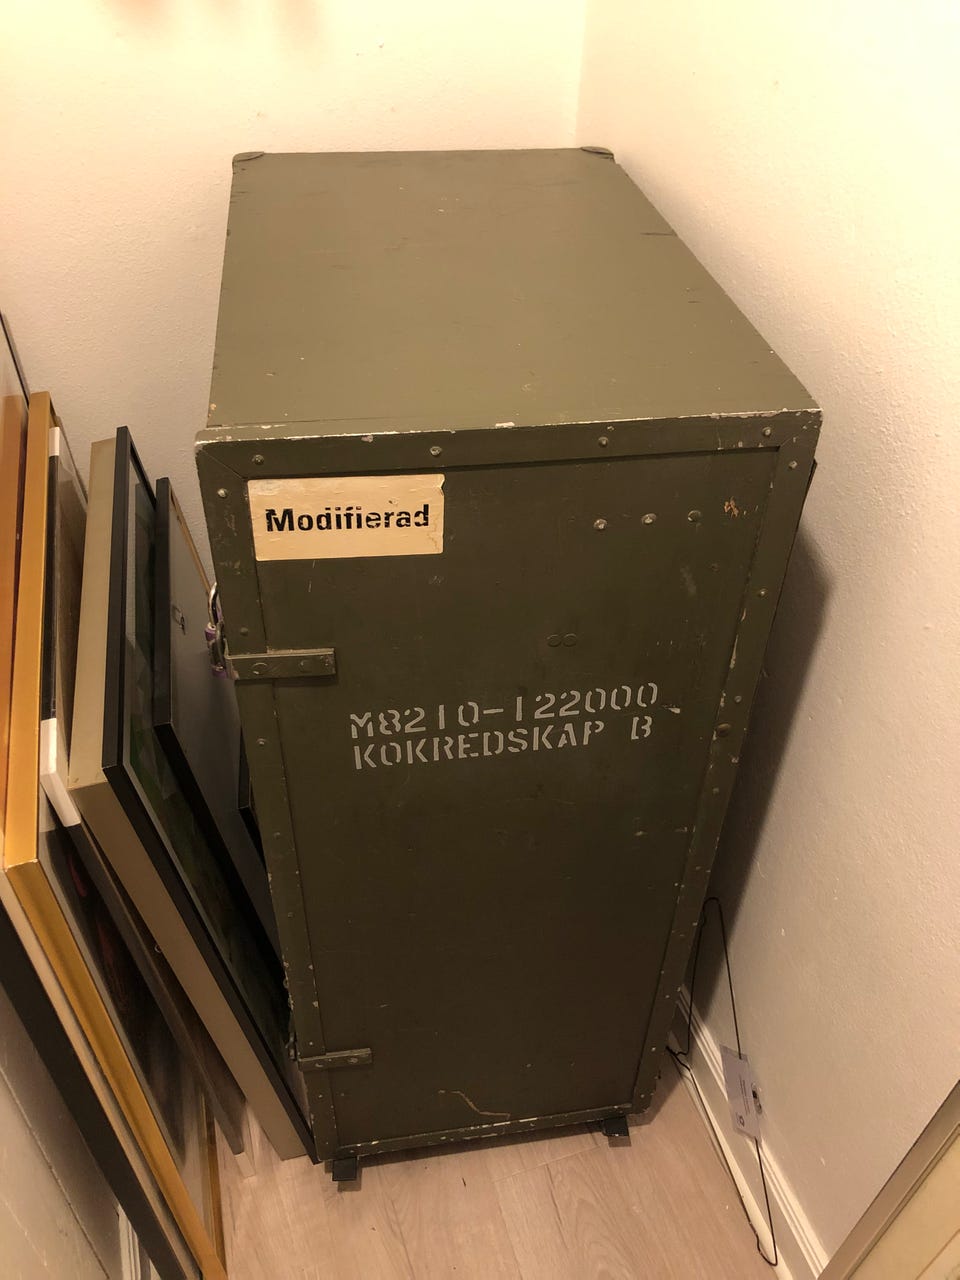 Modifierad
M8210-122000
KOKREDSKAP B